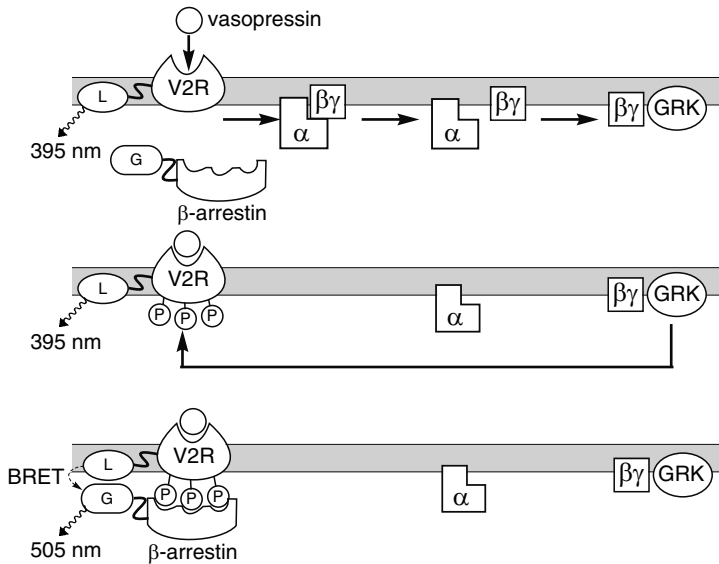 vasopressin
L
V2R
βγ
α
βγ
α
βγ
GRK
395 nm
G
β-arrestin
L
V2R
P
P
P
α
βγ
GRK
395 nm
BRET
L
V2R
G
P
P
P
α
βγ
GRK
505 nm
β-arrestin